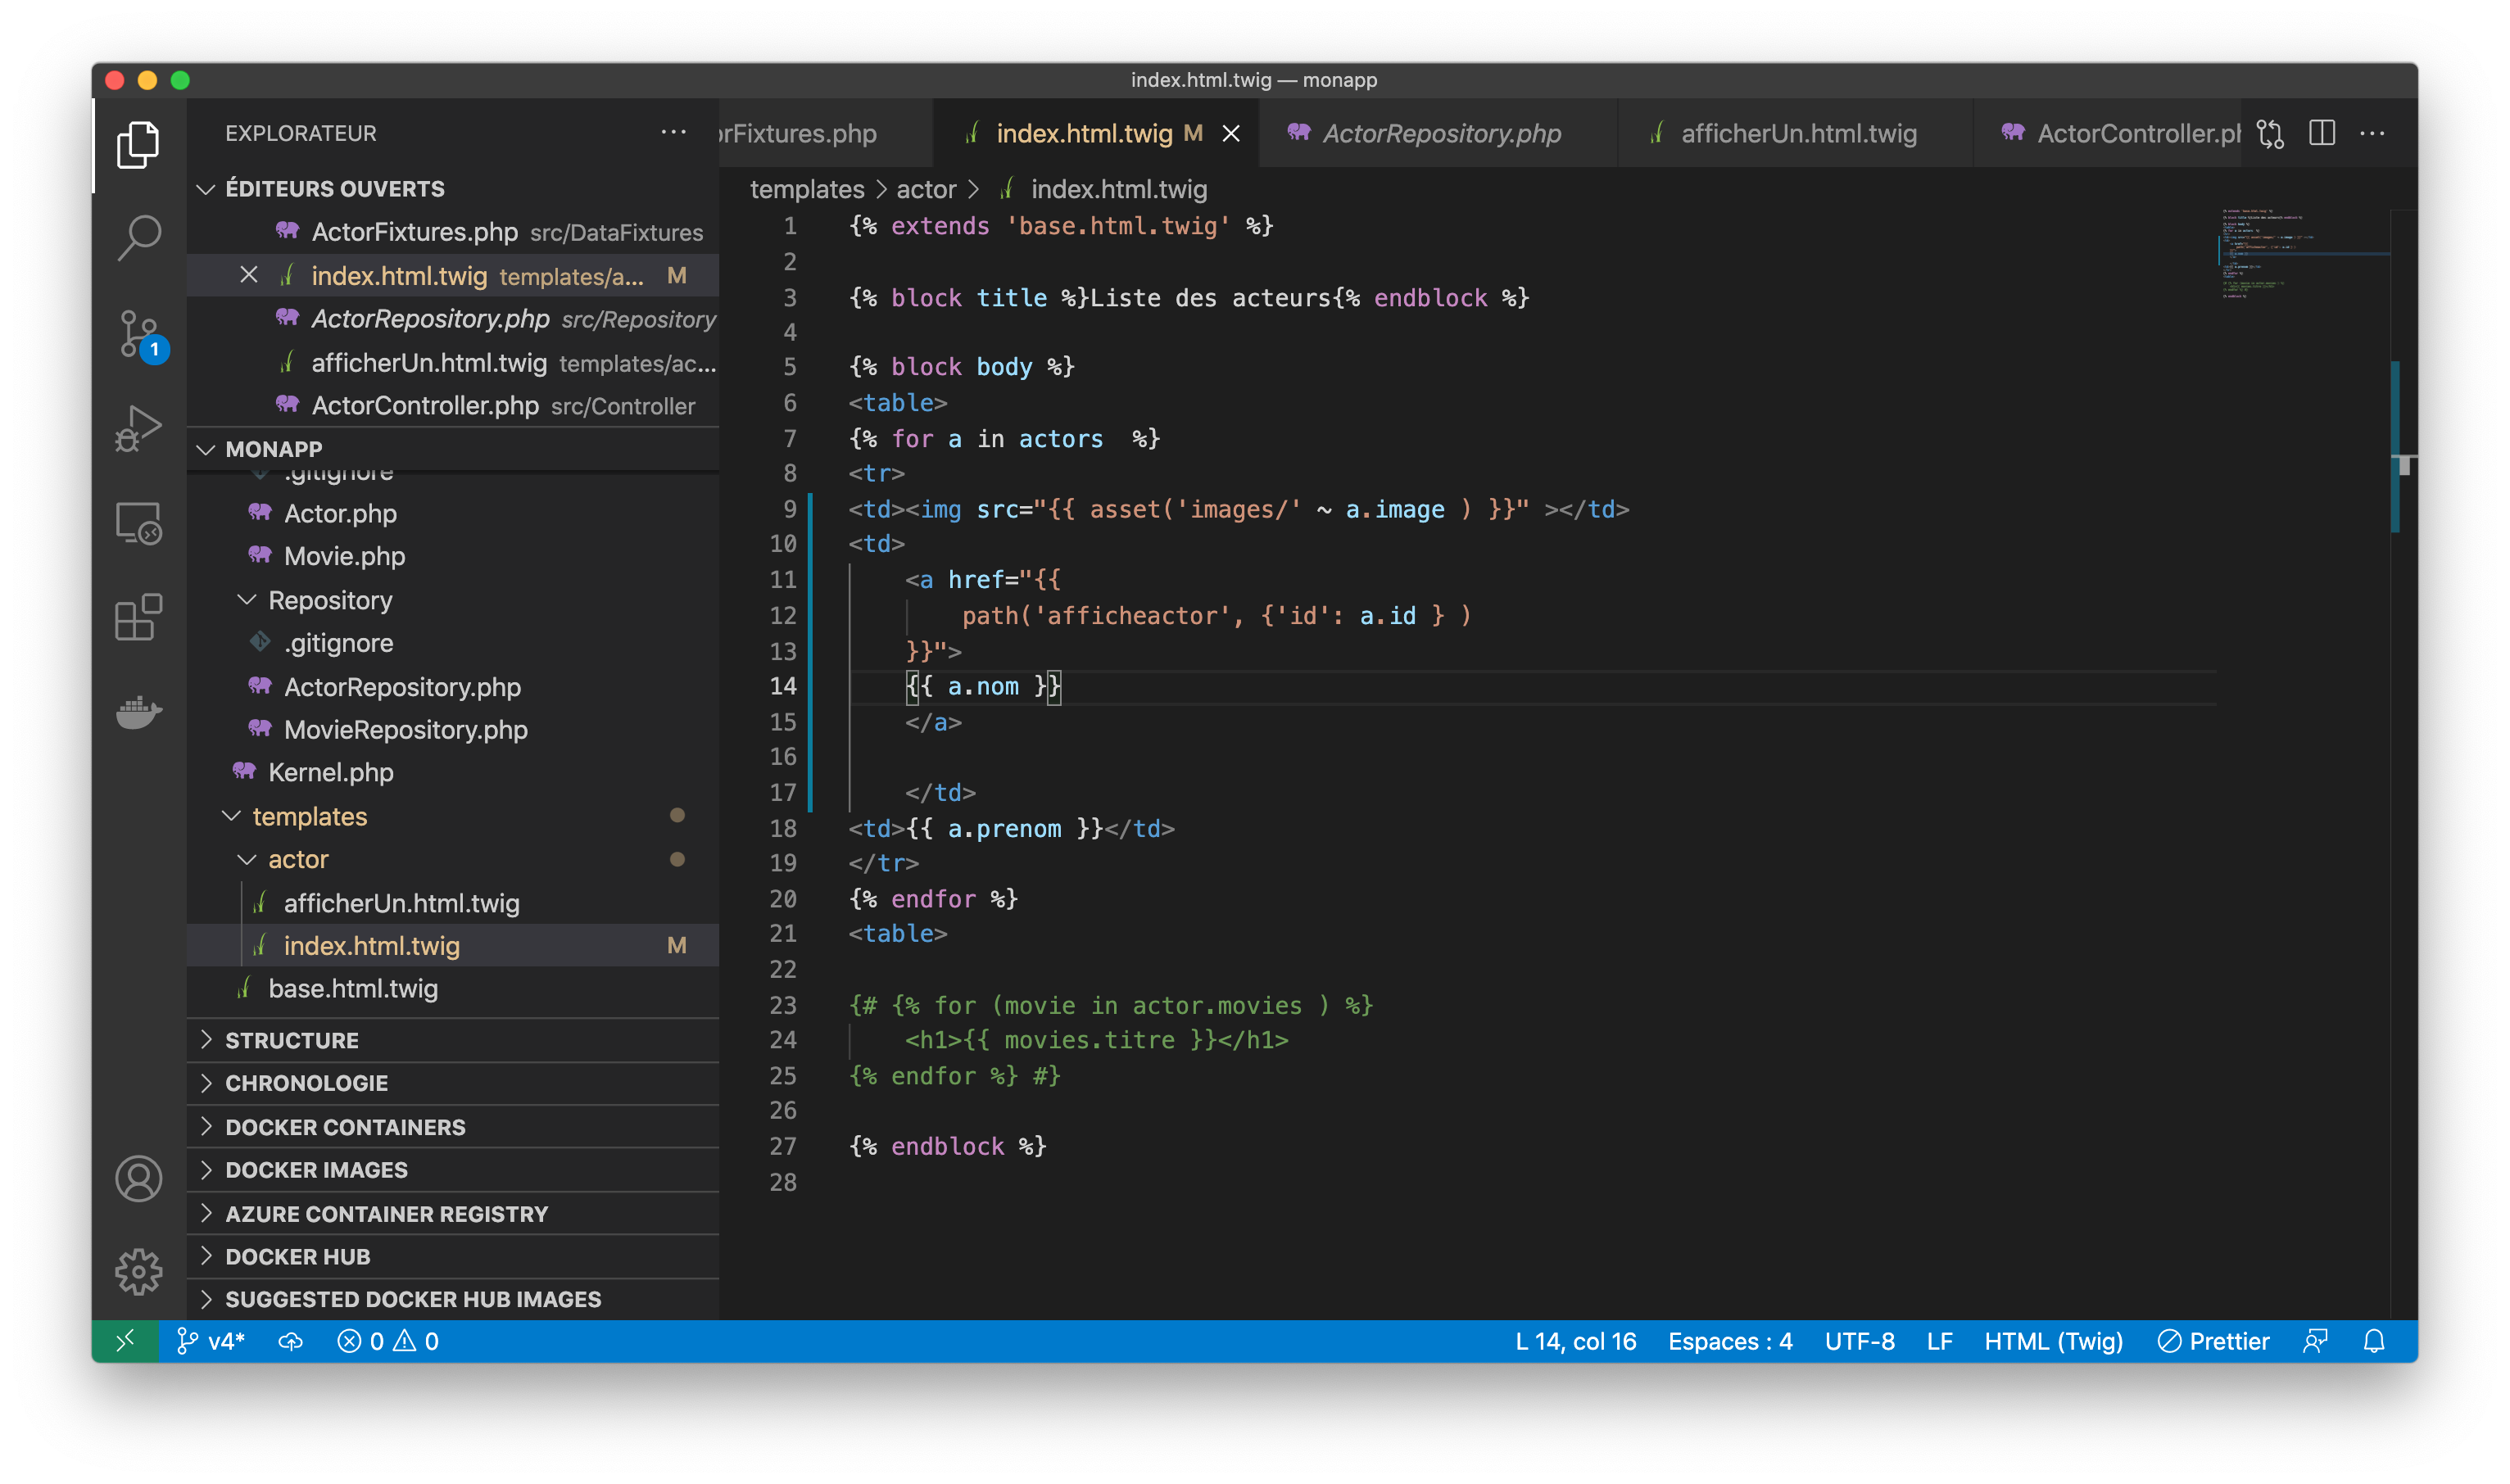 index.html.twig — monapp
EXPLORATEUR
ÉDITEURS OUVERTS
ActorFixtures.php src/DataFixtures
index.html.twig templates/a... M
ActorRepository.php src/Repository
afficherUn.html.twig templates/ac...
ActorController.php src/Controller
MONAPP
.gitignore
Actor.php
Movie.php
Repository
.gitignore
ActorRepository.php
MovieRepository.php
Kernel.php
templates
actor
afficherUn.html.twig
index.html.twig M
base.html.twig
STRUCTURE
CHRONOLOGIE
DOCKER CONTAINERS
DOCKER IMAGES
AZURE CONTAINER REGISTRY
DOCKER HUB
SUGGESTED DOCKER HUB IMAGES
1
orFixtures.php index.html.twig M ActorRepository.php afficherUn.html.twig ActorController.ph
templates > actor > index.html.twig
1 {% extends 'base.html.twig' %}
2
3 {% block title %}Liste des acteurs{% endblock %}
4
5 {% block body %}
6 <table>
7 {% for a in actors  %}
8 <tr>
9 <td><img src="{{ asset('images/' ~ a.image ) }}" ></td>
10 <td>
11     <a href="{{
12         path('afficheactor', {'id': a.id } )
13     }}">
14     {{ a.nom }}
15     </a>
16
17     </td>
18 <td>{{ a.prenom }}</td>
19 </tr>
20 {% endfor %}
21 <table>
22
23 {# {% for (movie in actor.movies ) %}
24     <h1>{{ movies.titre }}</h1>
25 {% endfor %} #}
26
27 {% endblock %}
28
v4* 0 0 L 14, col 16 Espaces : 4 UTF-8 LF HTML (Twig) Prettier